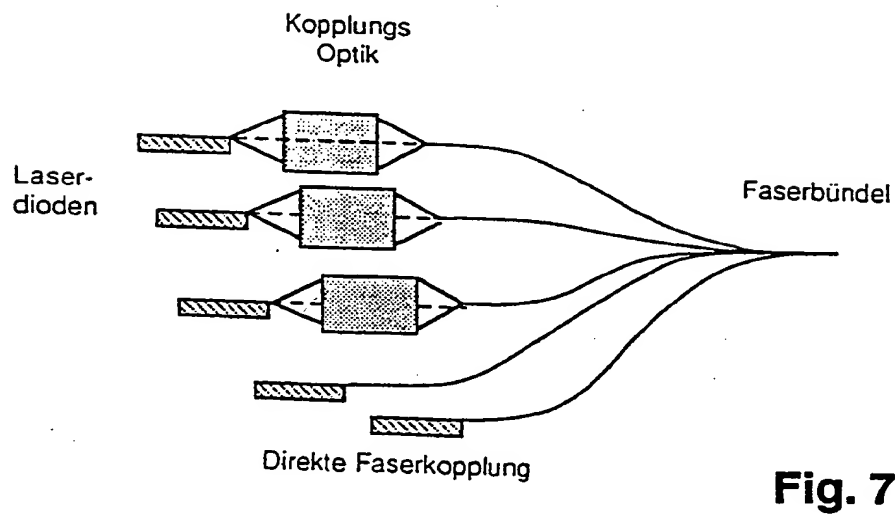 Kopplungs
Optik
Laser-
dioden
Faserbündel
Direkte Faserkopplung
Fig. 7